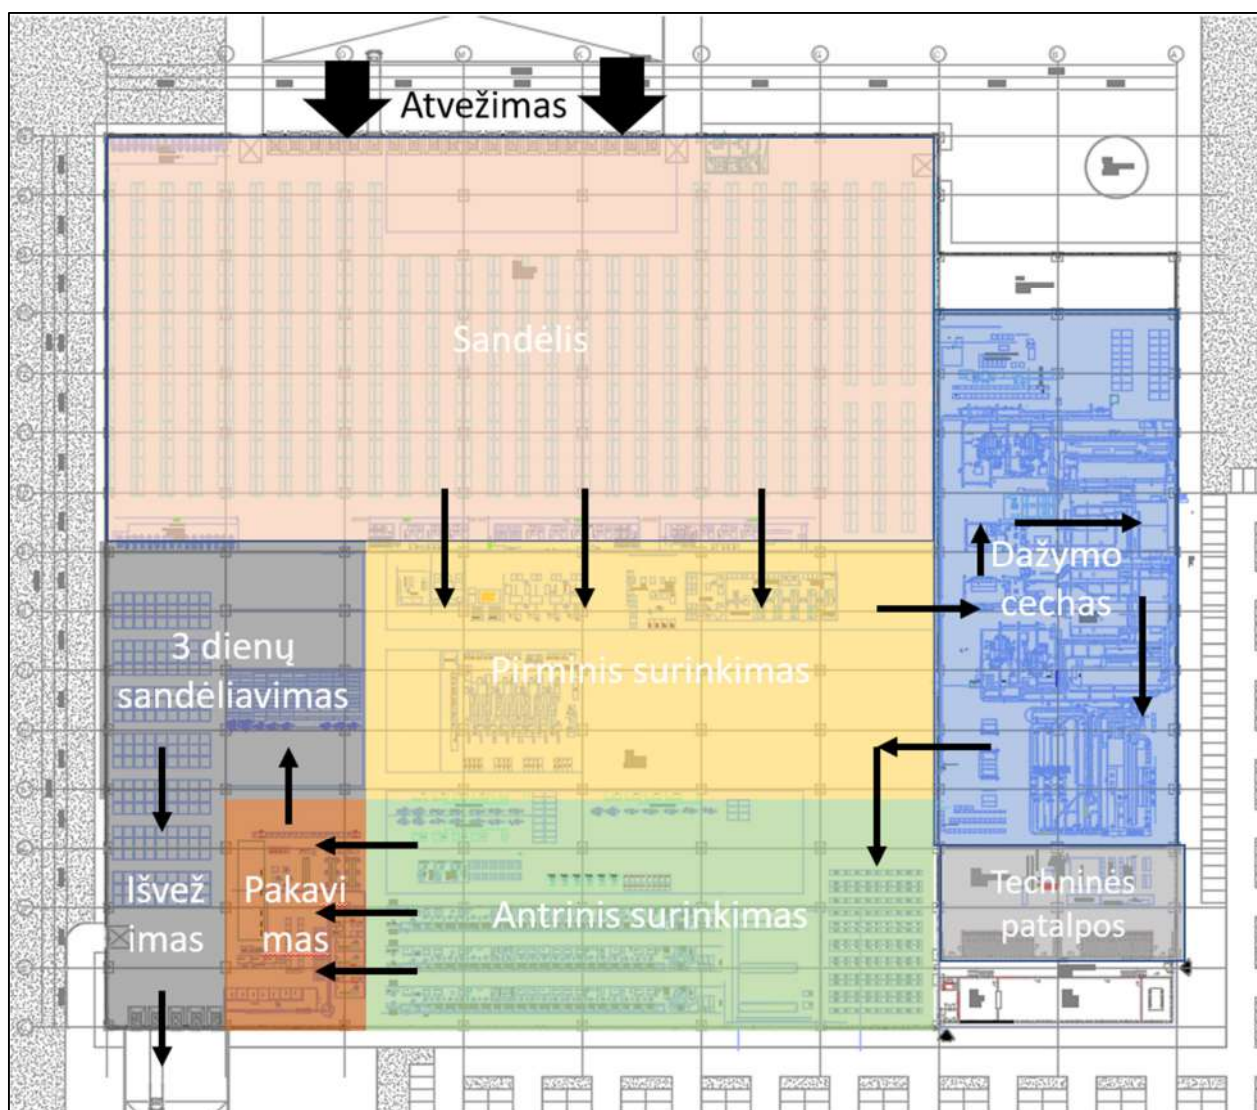 Atvežimas
Sandėlis
Dažymo
cechas
3 dienų
sandėliavimas
Pirminis surinkimas
Išvež
imas
Pakavi
mas
Antrinis surinkimas
Techninės
patalpos